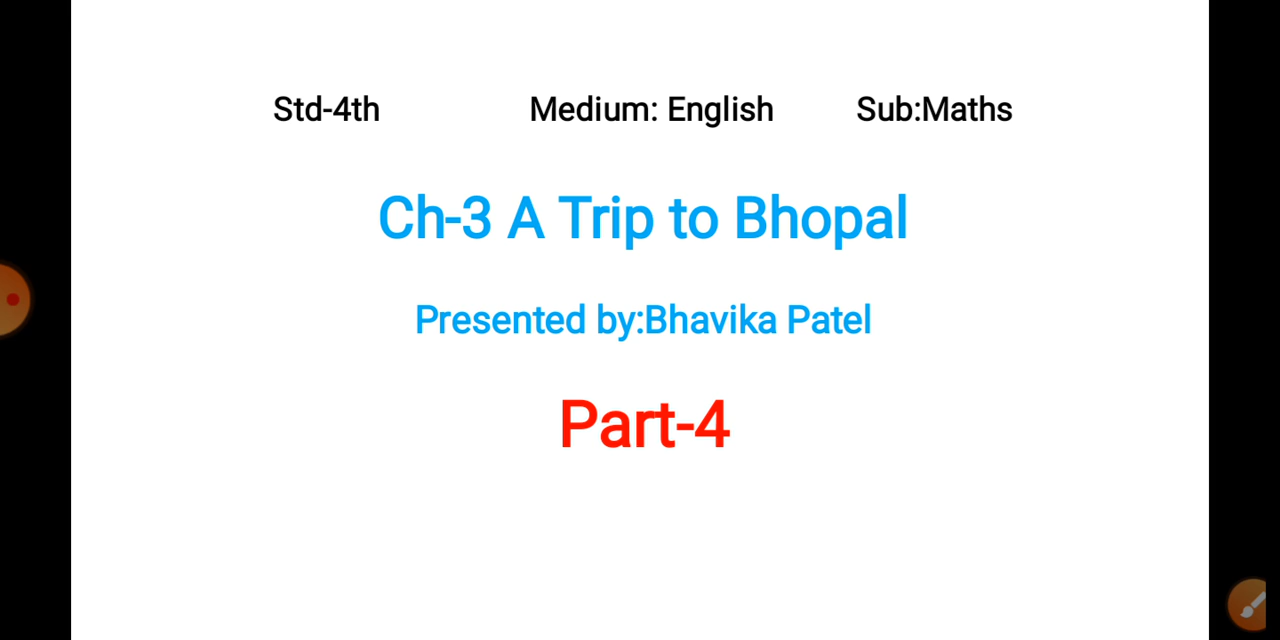 Std-4th Medium: English Sub:Maths
Ch-3 A Trip to Bhopal
Presented by:Bhavika Patel
Part-4